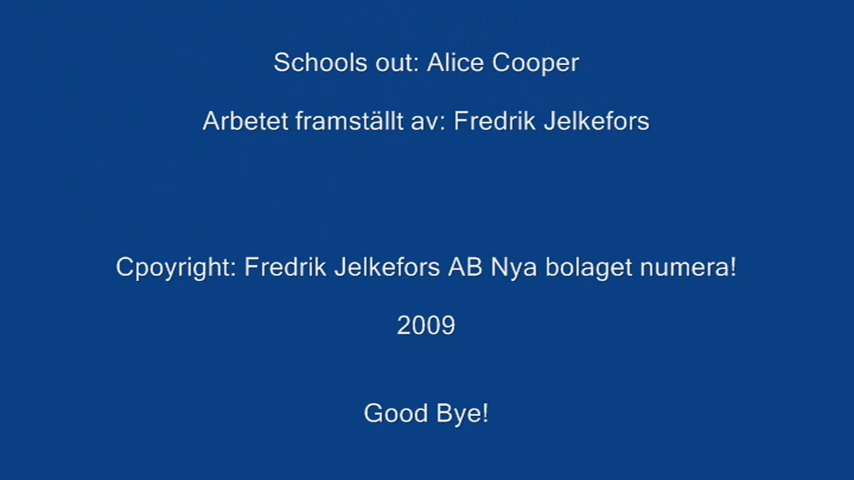 Schools out: Alice Cooper
Arbetet framställt av: Fredrik Jelkefors
Cpoyright: Fredrik Jelkefors AB Nya bolaget numera!
2009
Good Bye!